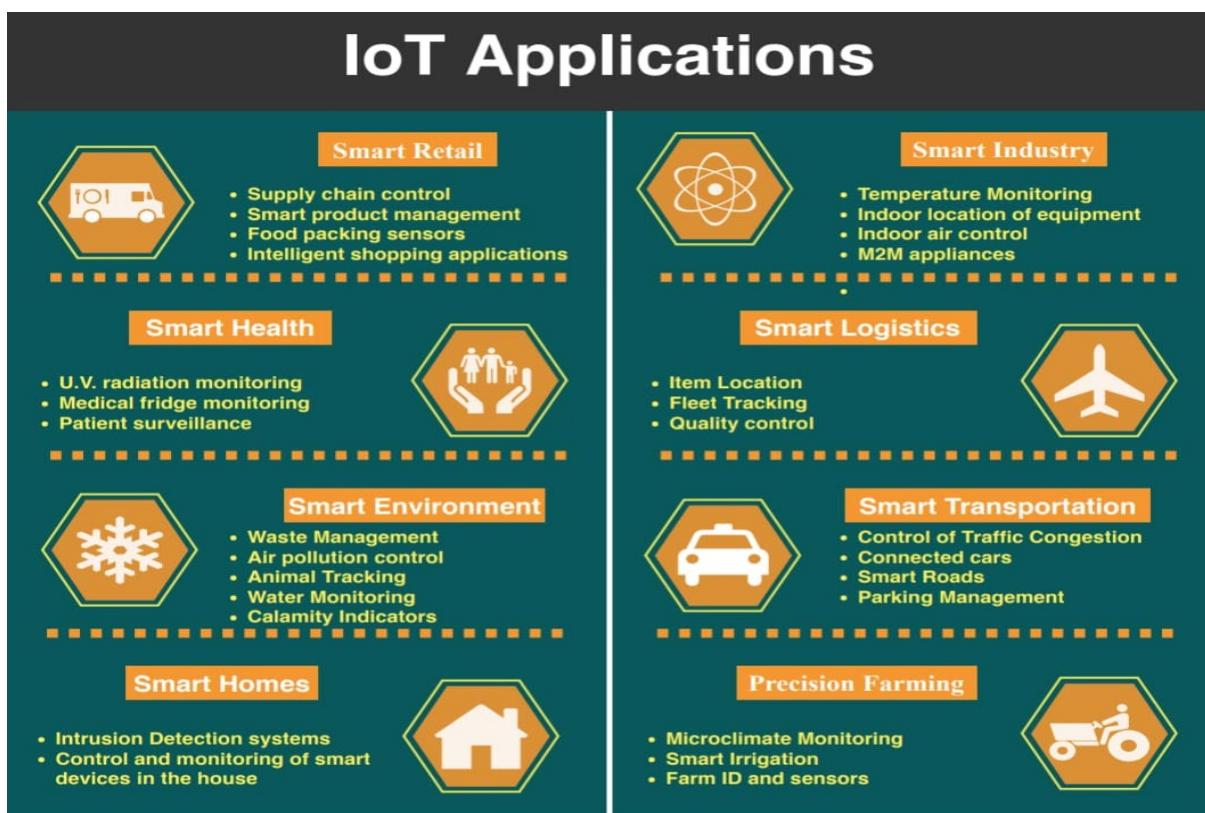 IoT Applications
Smart Retail
• Supply chain control
• Smart product management
• Food packing sensors
• Intelligent shopping applications
Smart Health
• U.V. radiation monitoring
• Medical fridge monitoring
• Patient surveillance
Smart Environment
• Waste Management
• Air pollution control
• Animal Tracking
• Water Monitoring
• Calamity Indicators
Smart Homes
• Intrusion Detection systems
• Control and monitoring of smart
devices in the house
Smart Industry
• Temperature Monitoring
• Indoor location of equipment
• Indoor air control
• M2M appliances
•
Smart Logistics
• Item Location
• Fleet Tracking
• Quality control
Smart Transportation
• Control of Traffic Congestion
• Connected cars
• Smart Roads
• Parking Management
Precision Farming
• Microclimate Monitoring
• Smart Irrigation
• Farm ID and sensors